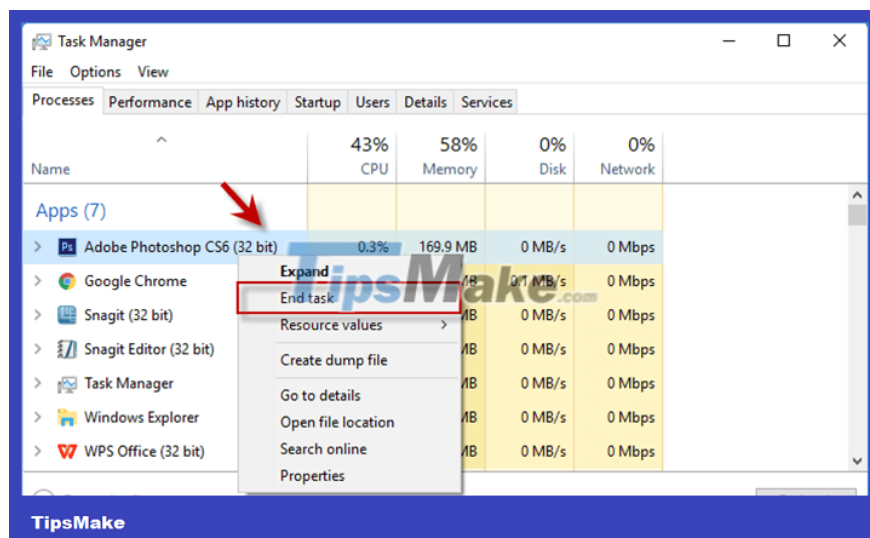 Task Manager
File Options View
Processes Performance App history Startup Users Details Services
43% 58% 0% 0%
Name CPU Memory Disk Network
Apps (7)
Adobe Photoshop CS6 (32 bit) 0.3% 169.9 MB 0 MB/s 0 Mbps
Expand
Google Chrome MB 0.1 MB/s 0 Mbps
End task
TipsMake.com
Snagit (32 bit) MB 0 MB/s 0 Mbps
Resource values
Snagit Editor (32 bit) MB 0 MB/s 0 Mbps
Create dump file
Task Manager MB 0 MB/s 0 Mbps
Go to details
Windows Explorer MB 0 MB/s 0 Mbps
Open file location
WPS Office (32 bit) MB 0 MB/s 0 Mbps
Search online
Properties
TipsMake